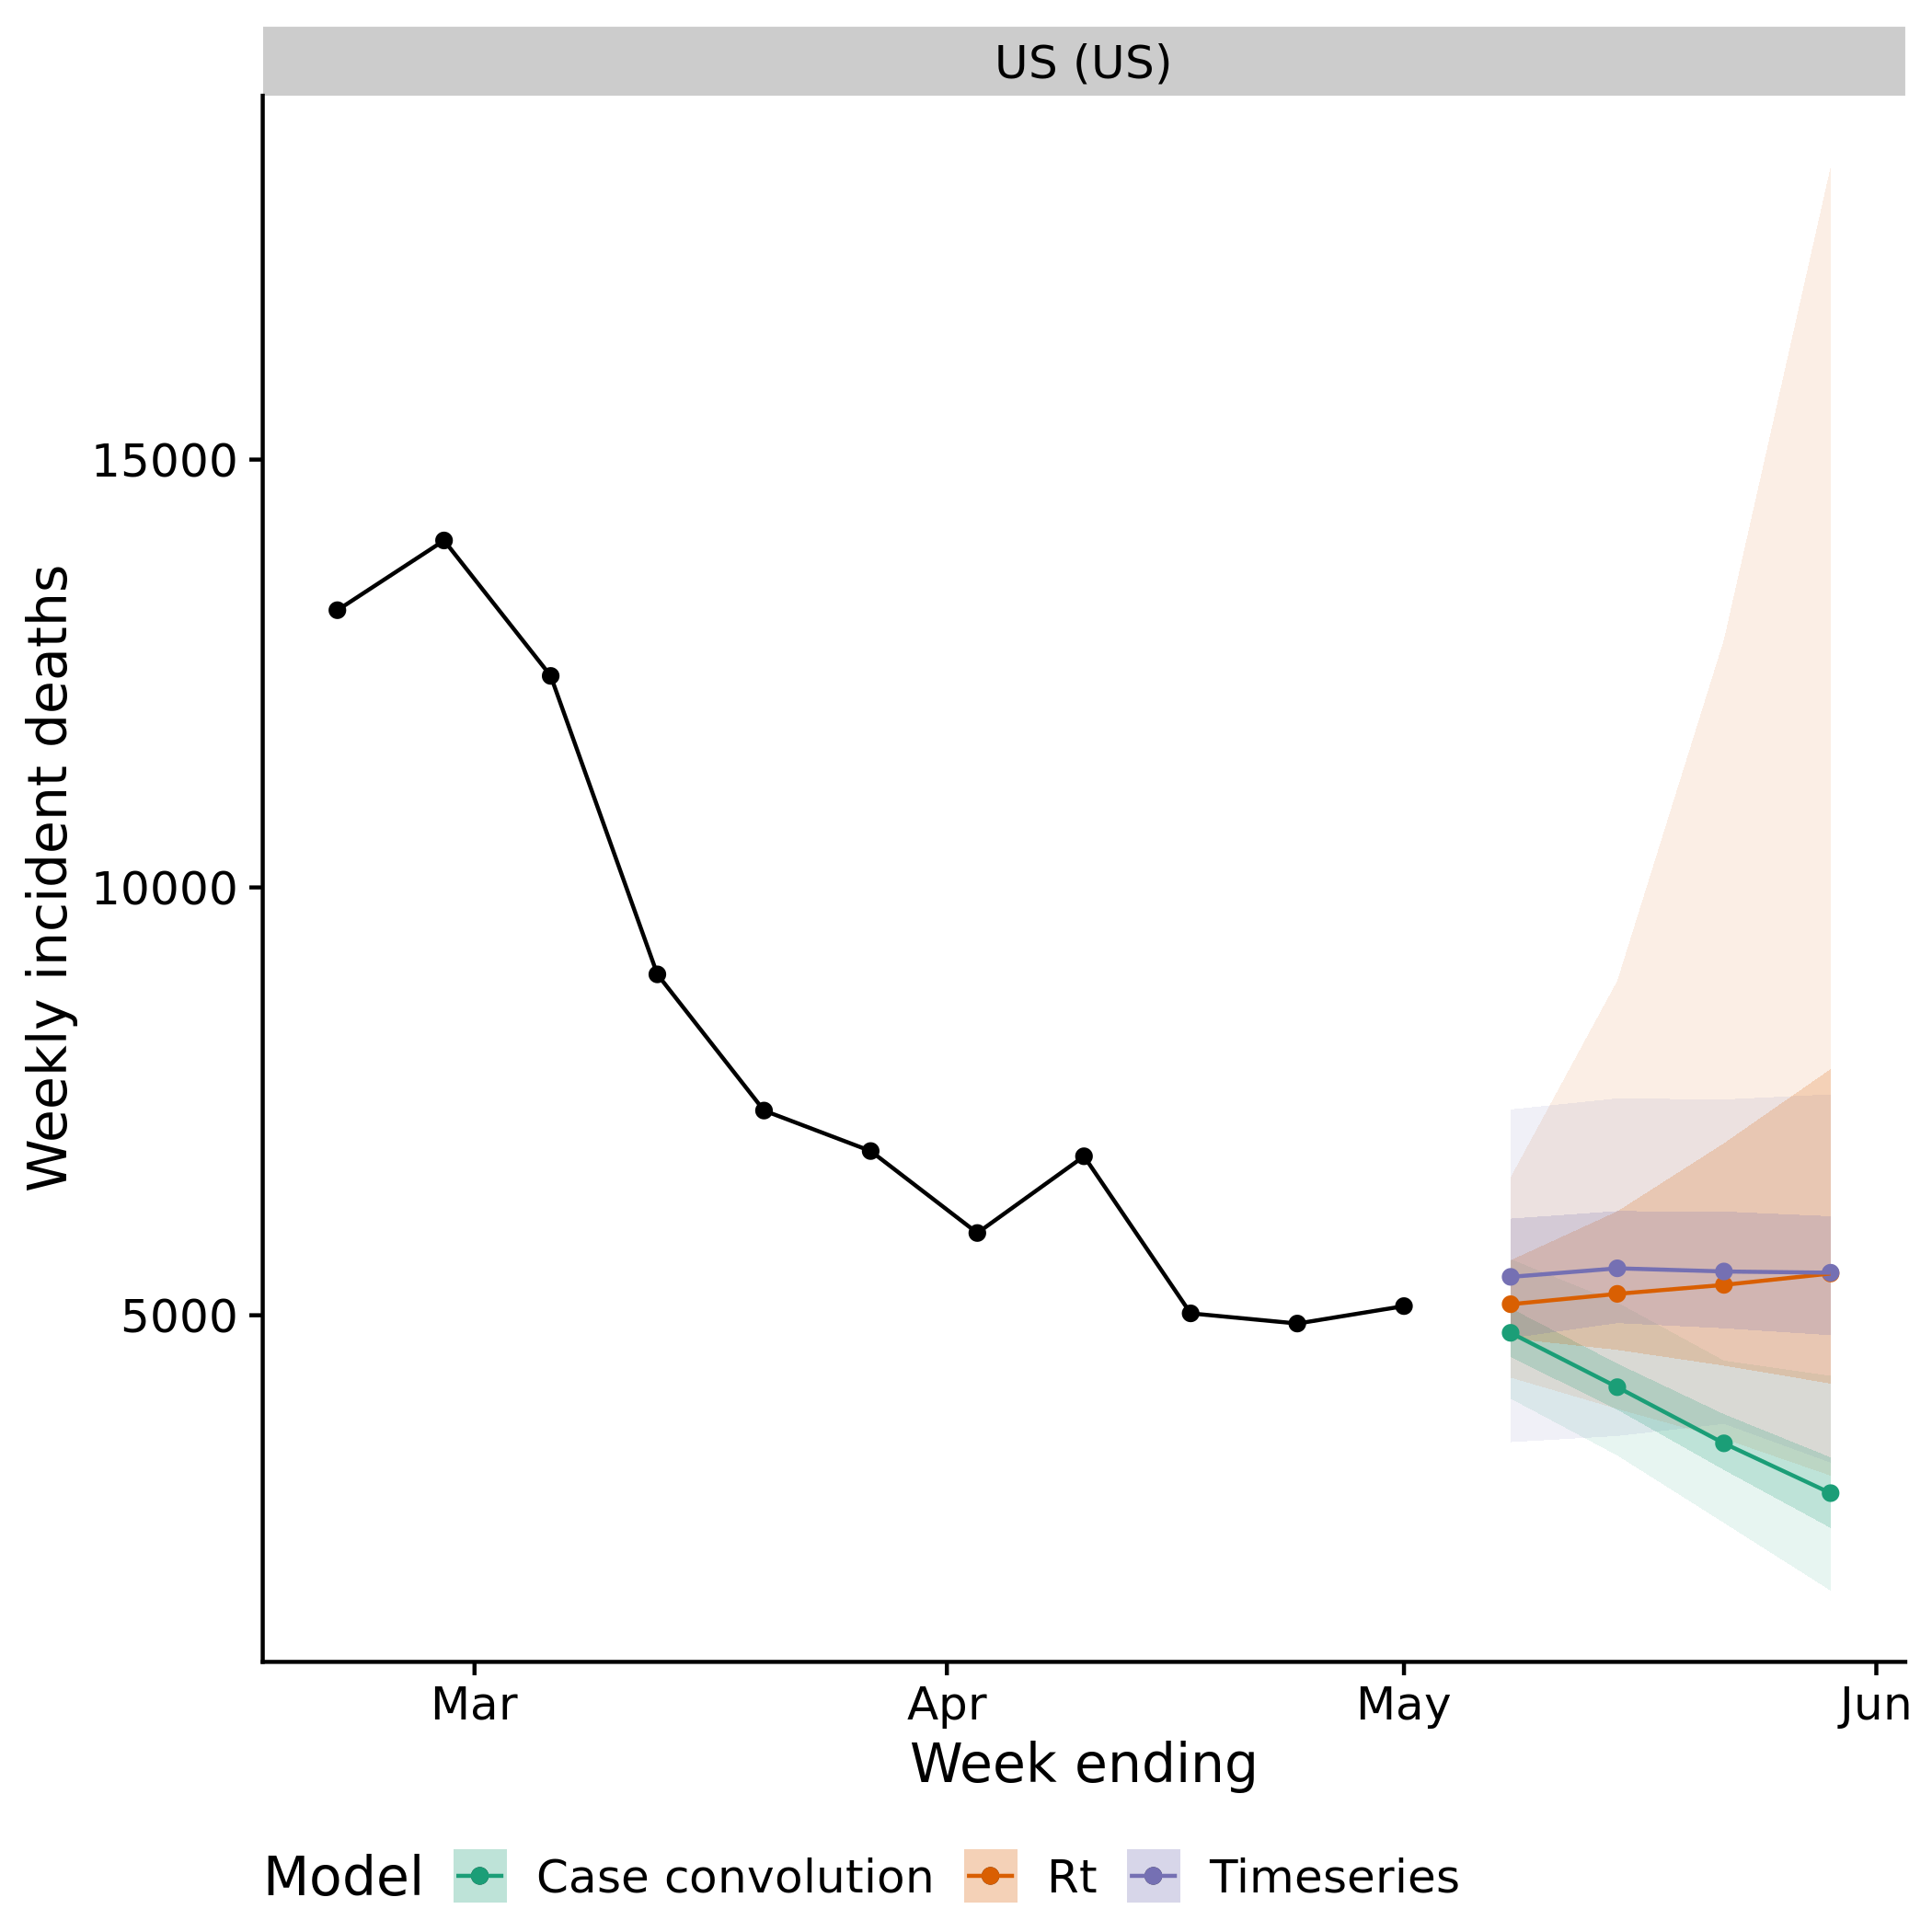 US (US)
Weekly incident deaths
15000
10000
5000
Mar Apr May Jun
Week ending
Model Case convolution Rt Timeseries